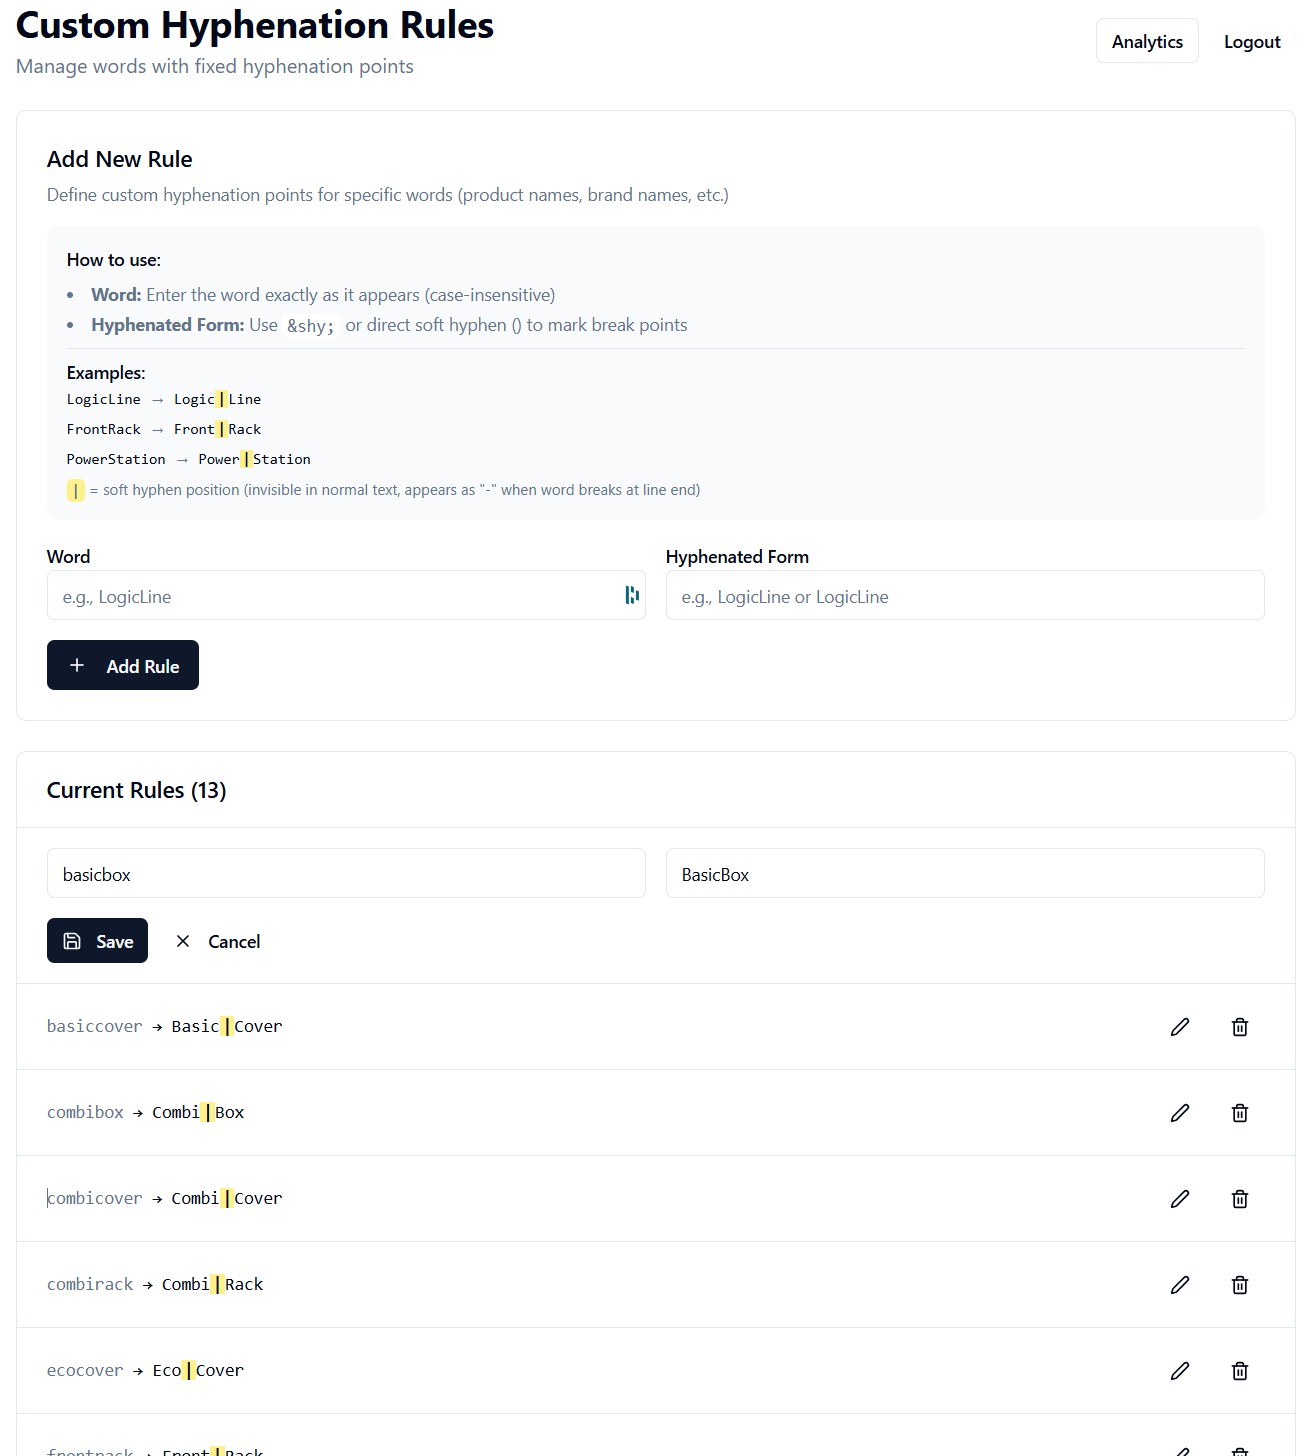 Custom Hyphenation Rules
Manage words with fixed hyphenation points
Analytics
Logout
Add New Rule
Define custom hyphenation points for specific words (product names, brand names, etc.)
How to use:
• Word: Enter the word exactly as it appears (case-insensitive)
• Hyphenated Form: Use &shy; or direct soft hyphen () to mark break points
Examples:
LogicLine → Logic|Line
FrontRack → Front|Rack
PowerStation → Power|Station
| = soft hyphen position (invisible in normal text, appears as "-" when word breaks at line end)
Word
Hyphenated Form
e.g., LogicLine
e.g., LogicLine or LogicLine
+ Add Rule
Current Rules (13)
basicbox
BasicBox
Save
Cancel
basiccover → Basic|Cover
combibox → Combi|Box
combicover → Combi|Cover
combirack → Combi|Rack
ecocover → Eco|Cover
frontrack → Front|Rack